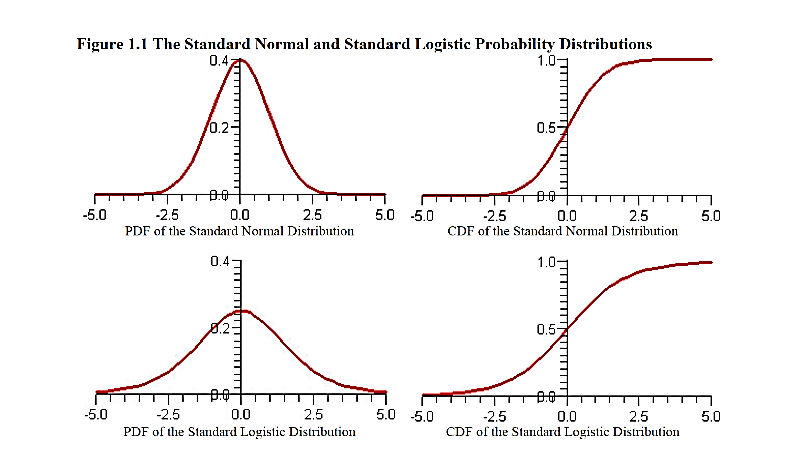 Figure 1.1 The Standard Normal and Standard Logistic Probability Distributions
0.4 1.0
0.2 0.5
0.0 0.0
-5.0 -2.5 0.0 2.5 5.0 -5.0 -2.5 0.0 2.5 5.0
PDF of the Standard Normal Distribution CDF of the Standard Normal Distribution
0.4 1.0
0.2 0.5
0.0 0.0
-5.0 -2.5 0.0 2.5 5.0 -5.0 -2.5 0.0 2.5 5.0
PDF of the Standard Logistic Distribution CDF of the Standard Logistic Distribution